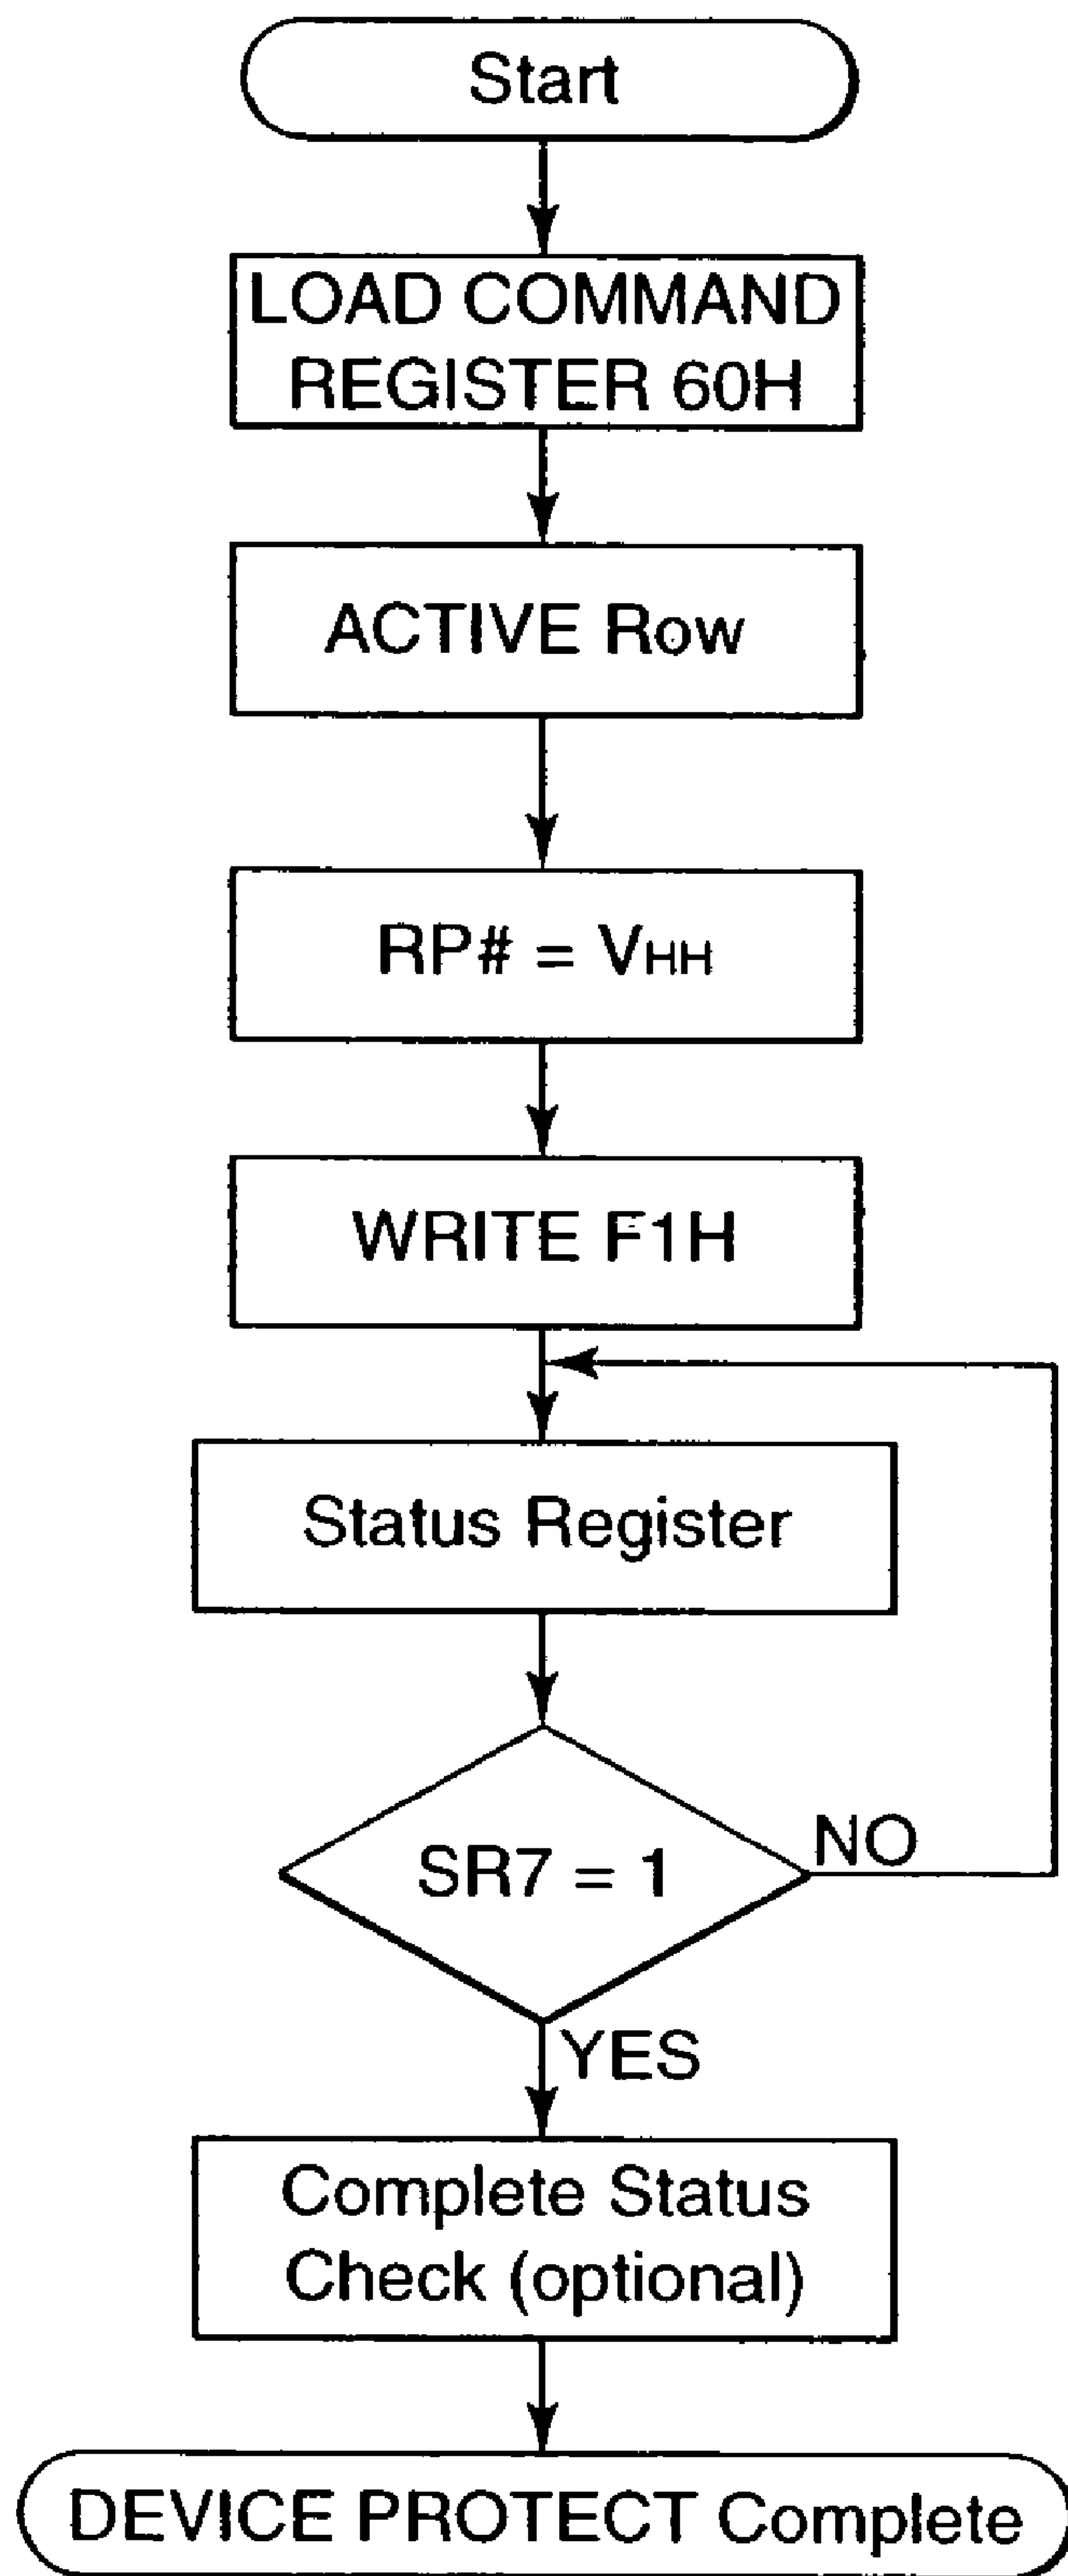 Start
LOAD COMMAND
REGISTER 60H
ACTIVE Row
RP# = VHH
WRITE F1H
Status Register
SR7 = 1
NO
YES
Complete Status
Check (optional)
DEVICE PROTECT Complete